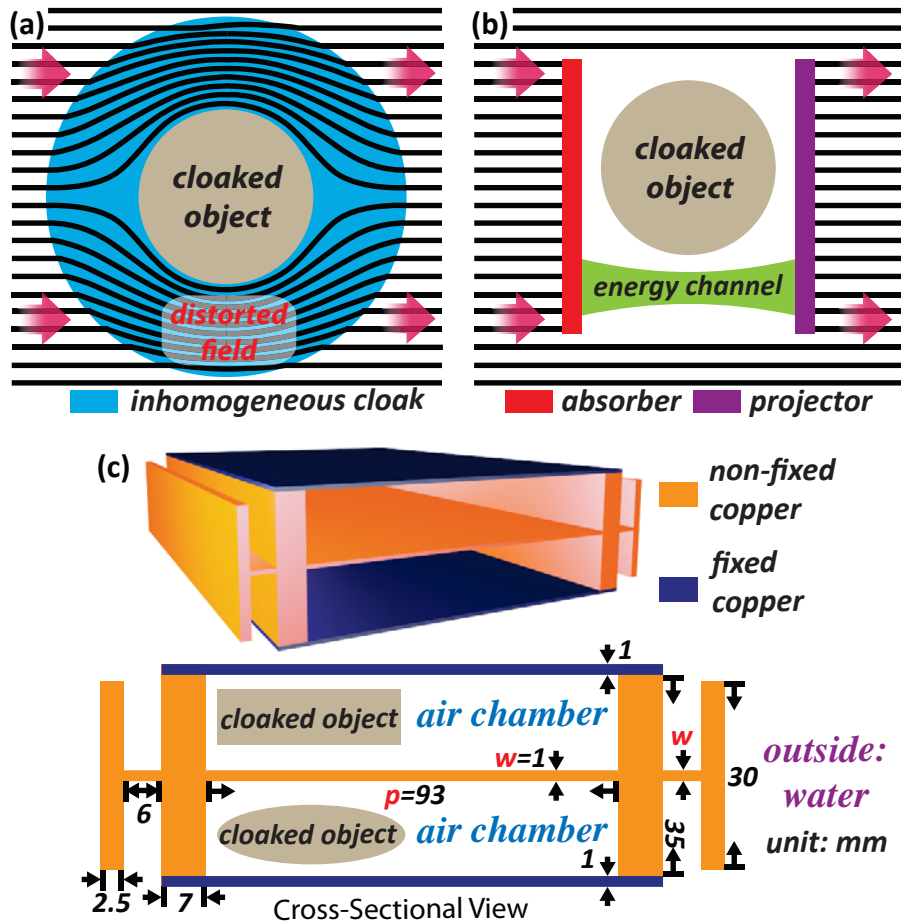 (a)
cloaked
object
distorted
field
inhomogeneous cloak
(b)
cloaked
object
energy channel
absorber
projector
(c)
non-fixed
copper
fixed
copper
1
cloaked object
air chamber
w=1
w
6
p=93
30
outside:
water
cloaked object
air chamber
35
unit: mm
1
2.5
7
Cross-Sectional View